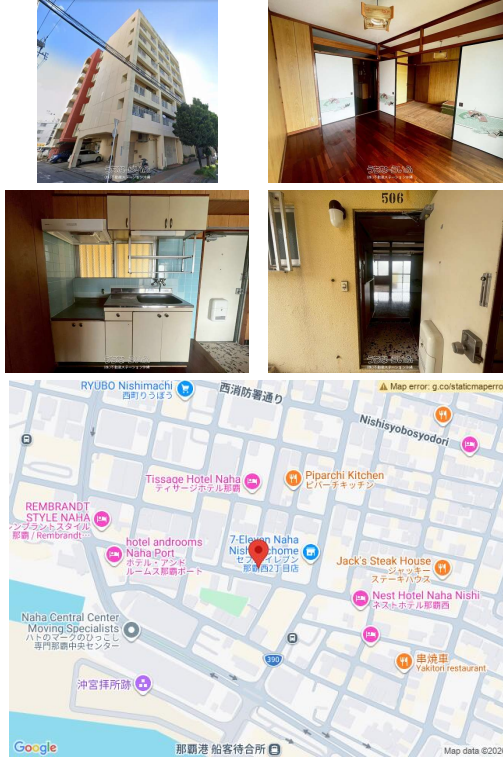 506
RYUBO Nishimachi
西町りうぼう
西消防署通り
Map error: g.co/staticmaperro
Nishisyobosyodori
Tissage Hotel Naha
ティサージホテル那覇
Piparchi Kitchen
ピパーチキッチン
REMBRANDT
STYLE NAHA
レンブラントスタイル
那覇 / Rembrandt…
hotel androoms
Naha Port
ホテル・アンド
ルームス那覇ポート
7-Eleven Naha
セブンイレブン
那覇西2丁目店
Jack's Steak House
ジャッキー
ステーキハウス
Nest Hotel Naha Nishi
ネストホテル那覇西
Naha Central Center
Moving Specialists
ハトのマークのひっこし
専門那覇中央センター
390
串焼車
Yakitori restaurant
沖宮拝所跡
那覇港 船客待合所
Google
Map data ©2026